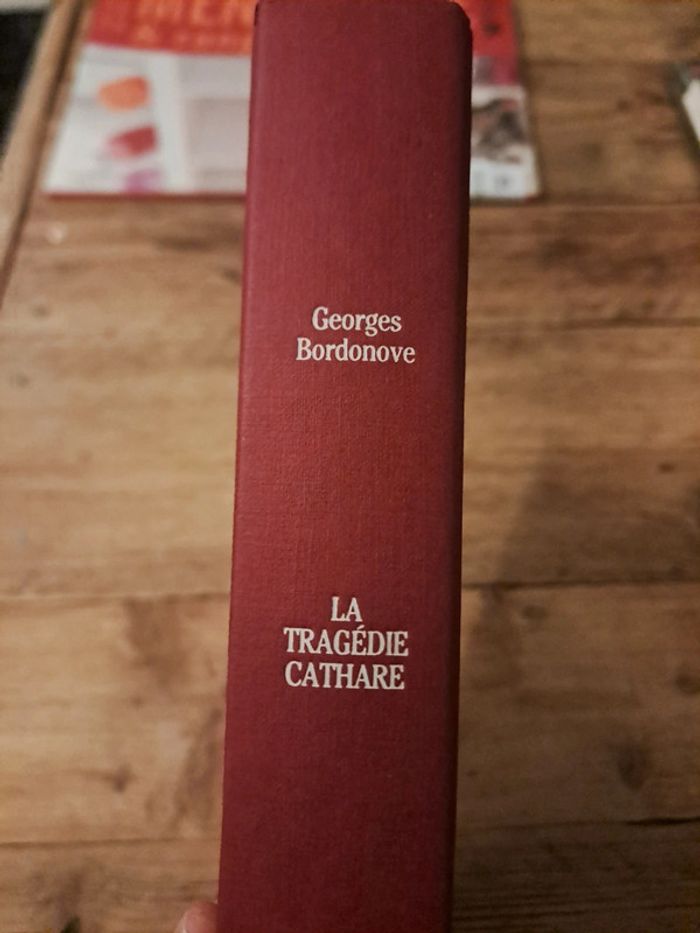 Georges
Bordonove
LA
TRAGÉDIE
CATHARE